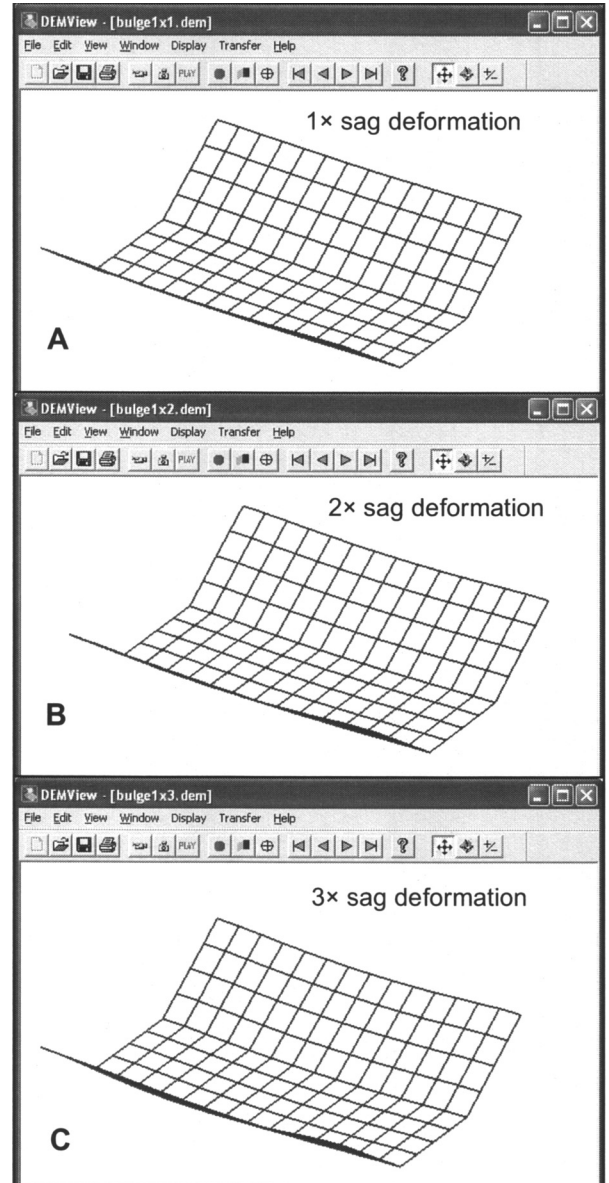 DEMView - [bulge1x1.dem]
File Edit View Window Display Transfer Help
PLAY
1× sag deformation
A
DEMView - [bulge1x2.dem]
File Edit View Window Display Transfer Help
PLAY
2× sag deformation
B
DEMView - [bulge1x3.dem]
File Edit View Window Display Transfer Help
PLAY
3× sag deformation
C